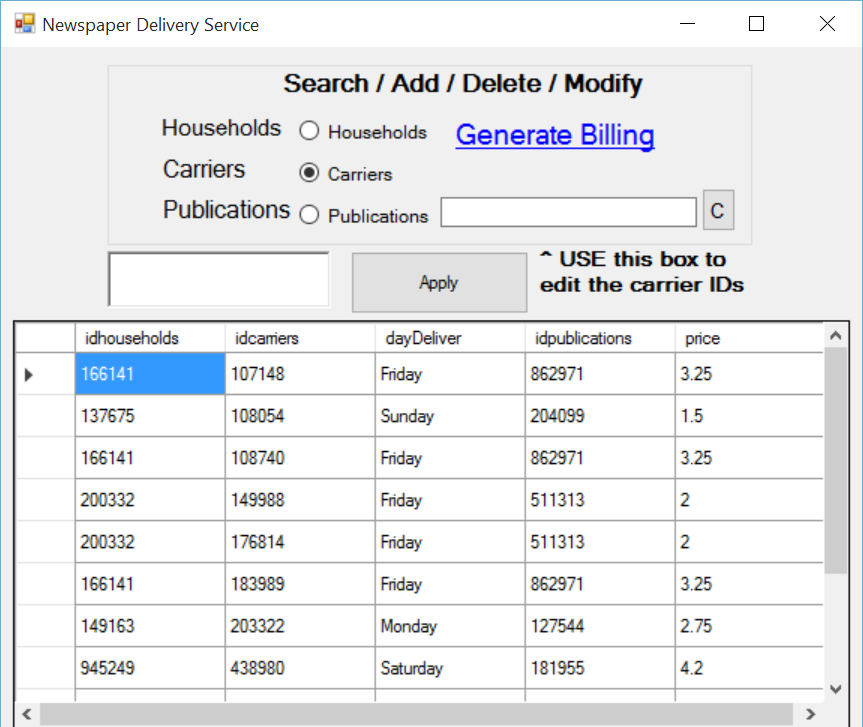 Newspaper Delivery Service
Search / Add / Delete / Modify
Households Households Generate Billing
Carriers Carriers
Publications Publications C
Apply ^ USE this box to
edit the carrier IDs
idhouseholds idcarriers dayDeliver idpublications price
166141 107148 Friday 862971 3.25
137675 108054 Sunday 204099 1.5
166141 108740 Friday 862971 3.25
200332 149988 Friday 511313 2
200332 176814 Friday 511313 2
166141 183989 Friday 862971 3.25
149163 203322 Monday 127544 2.75
945249 438980 Saturday 181955 4.2